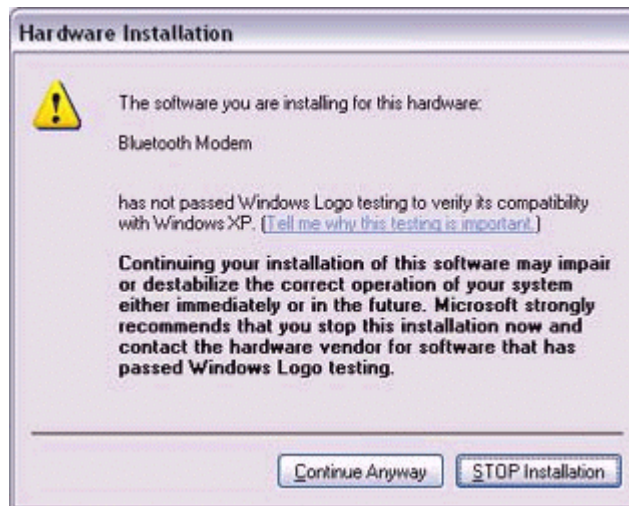 Hardware Installation
The software you are installing for this hardware:
Bluetooth Modem
has not passed Windows Logo testing to verify its compatibility
with Windows XP. (Tell me why this testing is important.)
Continuing your installation of this software may impair
or destabilize the correct operation of your system
either immediately or in the future. Microsoft strongly
recommends that you stop this installation now and
contact the hardware vendor for software that has
passed Windows Logo testing.
Continue Anyway
STOP Installation